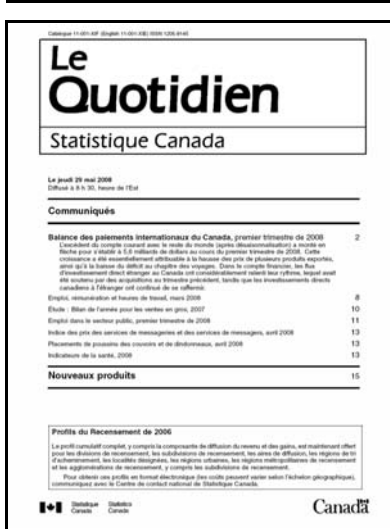 Catalogue 11-001-XIF (English 11-001-XIE) ISSN 1205-9145
Le
Quotidien
Statistique Canada
Le jeudi 29 mai 2008
Diffusé à 8 h 30, heure de l'Est
Communiqués
Balance des paiements internationaux du Canada, premier trimestre de 2008 2
L'excédent du compte courant avec le reste du monde (après désaisonnalisation) a monté en
flèche pour s'établir à 5,6 milliards de dollars au cours du premier trimestre de 2008. Cette
croissance a été essentiellement attribuable à la hausse des prix de plusieurs produits exportés,
ainsi qu'à la baisse du déficit au chapitre des voyages. Dans le compte financier, les flux
d'investissement direct étranger au Canada ont considérablement ralenti leur rythme, lequel avait
été soutenu par des acquisitions au trimestre précédent, tandis que les investissements directs
canadiens à l'étranger ont continué de se raffermir.
Emploi, rémunération et heures de travail, mars 2008 8
Étude : Bilan de l'année pour les ventes en gros, 2007 10
Emploi dans le secteur public, premier trimestre de 2008 11
Indice des prix des services de messageries et des services de messagers, avril 2008 13
Placements de poussins des couvoirs et de dindonneaux, avril 2008 13
Indicateurs de la santé, 2008 13
Nouveaux produits 15
Profils du Recensement de 2006
Le profil cumulatif complet, y compris la composante de diffusion du revenu et des gains, est maintenant offert
pour les divisions de recensement, les subdivisions de recensement, les aires de diffusion, les régions de tri
d'acheminement, les localités désignées, les régions urbaines, les régions métropolitaines de recensement
et les agglomérations de recensement, y compris les subdivisions de recensement.
Pour obtenir ces profils en format électronique (les coûts peuvent varier selon l'échelon géographique),
communiquez avec le Centre de contact national de Statistique Canada.
Statistique Statistics
Canada Canada
Canada